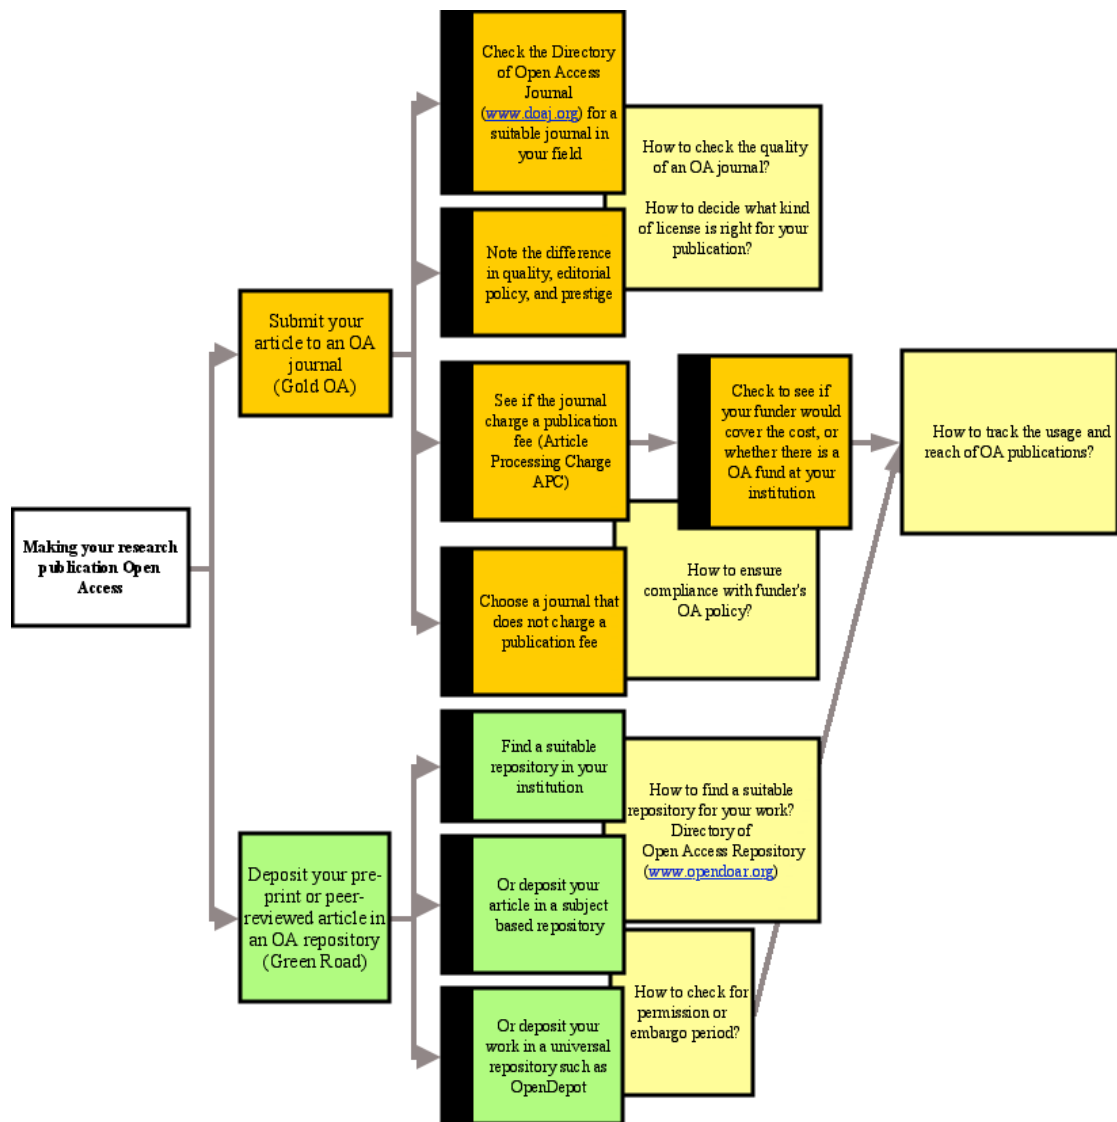 Making your research
publication Open
Access
Submit your
article to an OA
journal
(Gold OA)
Check the Directory
of Open Access
Journal
(www.doaj.org) for a
suitable journal in
your field
How to check the quality
of an OA journal?
How to decide what kind
of license is right for your
publication?
Note the difference
in quality, editorial
policy, and prestige
See if the journal
charge a publication
fee (Article
Processing Charge
APC)
Check to see if
your funder would
cover the cost, or
whether there is a
OA fund at your
institution
How to track the usage and
reach of OA publications?
How to ensure
compliance with funder's
OA policy?
Choose a journal that
does not charge a
publication fee
Deposit your pre-
print or peer-
reviewed article in
an OA repository
(Green Road)
Find a suitable
repository in your
institution
How to find a suitable
repository for your work?
Directory of
Open Access Repository
(www.opendoar.org)
Or deposit your
article in a subject
based repository
How to check for
permission or
embargo period?
Or deposit your
work in a universal
repository such as
OpenDepot